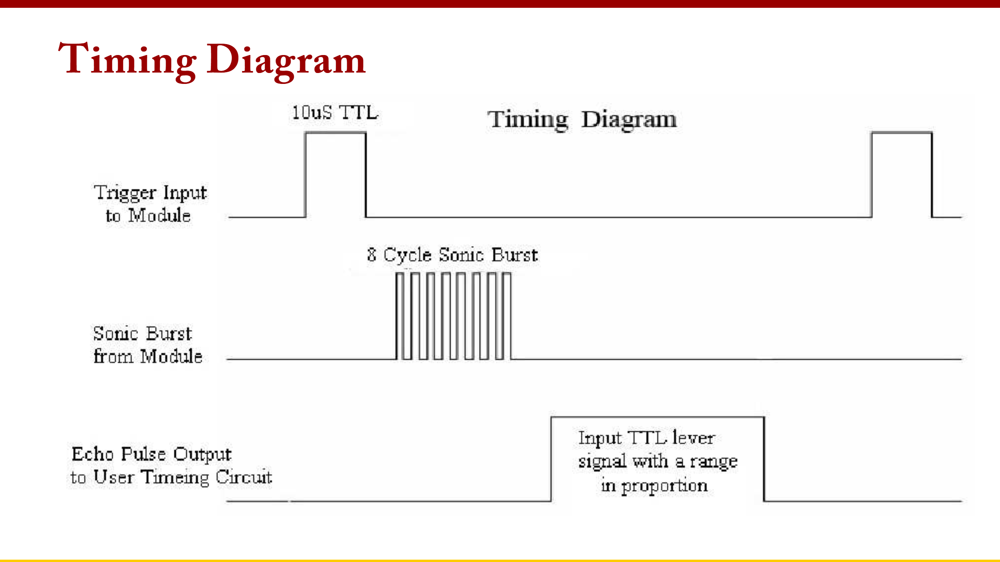 Timing Diagram
10uS TTL
Timing Diagram
Trigger Input
to Module
8 Cycle Sonic Burst
Sonic Burst
from Module
Input TTL lever
signal with a range
in proportion
Echo Pulse Output
to User Timeing Circuit